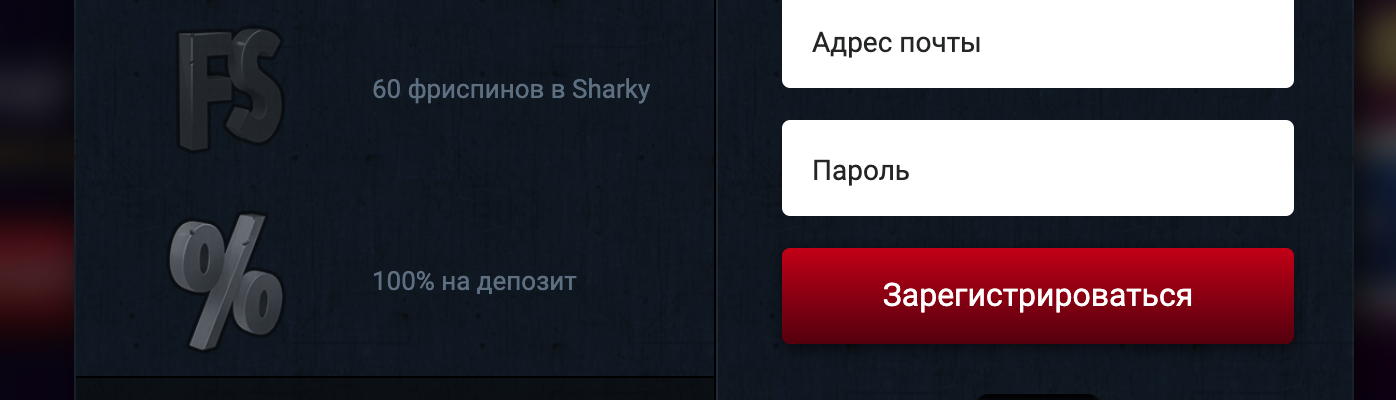 FS
60 фриспинов в Sharky
%
100% на депозит
Адрес почты
Пароль
Зарегистрироваться